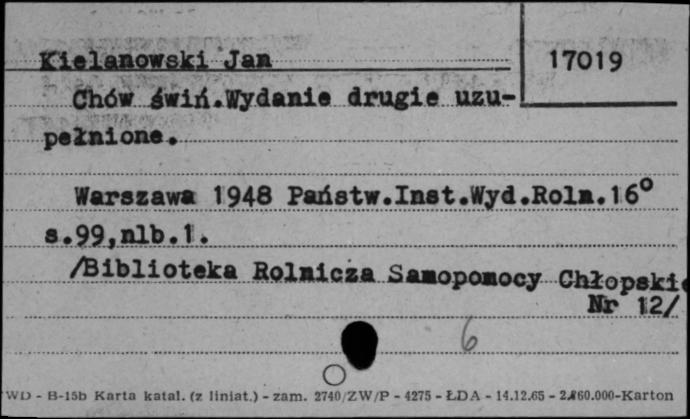 Kielanowski Jan
17019
Chów świń.Wydanie drugie uzu-
pełnione.
Warszawa 1948 Państw.Inst.Wyd.Roln.16°
s.99,nlb.1.
/Biblioteka Rolnicza Samopomocy Chłopskie
Nr 12/
6
WD - B-15b Karta katal. (z liniat.) - zam. 2740/ZW/P - 4275 - ŁDA - 14.12.65 - 2.860.000-Karton